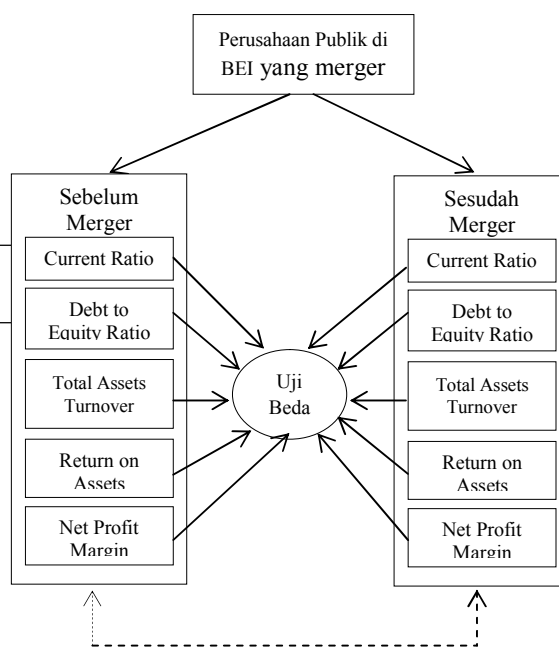 Perusahaan Publik di
BEI yang merger
Sebelum
Merger
Current Ratio
Debt to
Equity Ratio
Total Assets
Turnover
Return on
Assets
Net Profit
Margin
Uji
Beda
Sesudah
Merger
Current Ratio
Debt to
Equity Ratio
Total Assets
Turnover
Return on
Assets
Net Profit
Margin